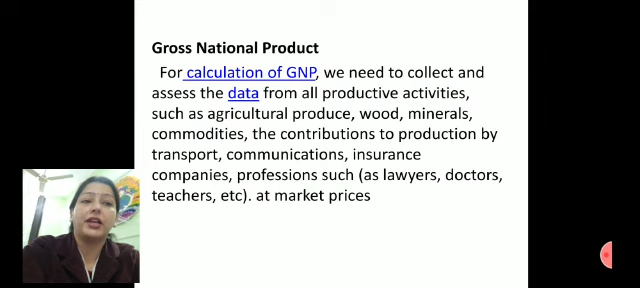 Gross National Product
For calculation of GNP, we need to collect and
assess the data from all productive activities,
such as agricultural produce, wood, minerals,
commodities, the contributions to production by
transport, communications, insurance
companies, professions such (as lawyers, doctors,
teachers, etc). at market prices